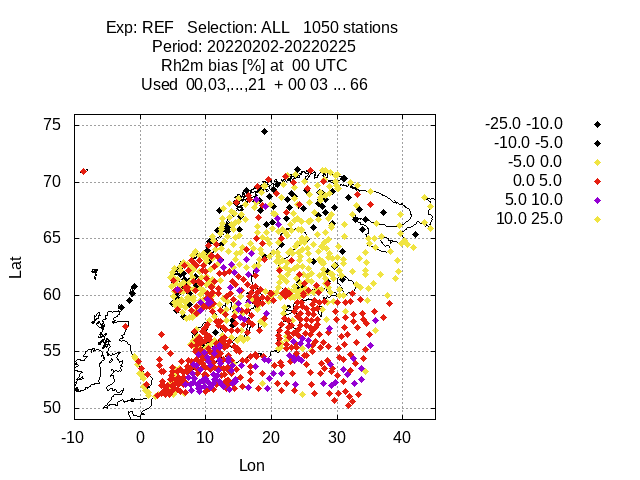 Exp: REF   Selection: ALL   1050 stations
Period: 20220202-20220225
Rh2m bias [%] at  00 UTC
Used  00,03,...,21  + 00 03 ... 66
-25.0 -10.0
-10.0 -5.0
-5.0 0.0
0.0 5.0
5.0 10.0
10.0 25.0
75
70
65
60
55
50
Lat
-10 0 10 20 30 40
Lon